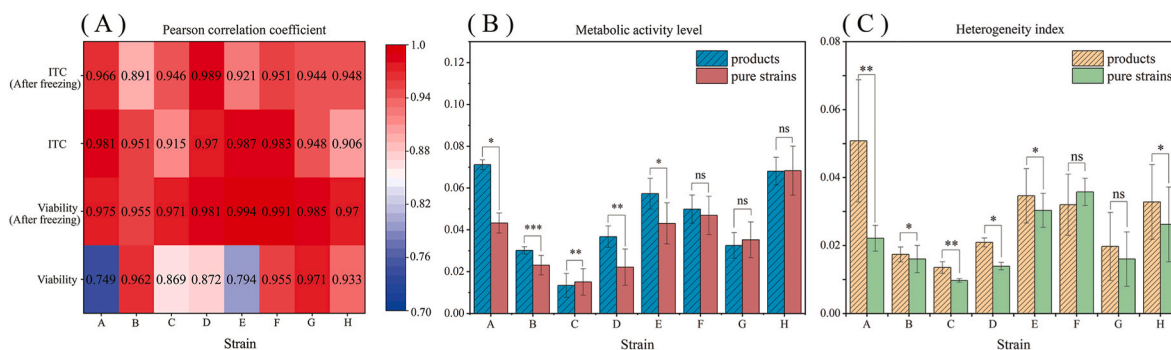 ( A )
Pearson correlation coefficient
ITC
(After freezing)
0.966 0.891 0.946 0.989 0.921 0.951 0.944 0.948
ITC
0.981 0.951 0.915 0.97 0.987 0.983 0.948 0.906
Viability
(After freezing)
0.975 0.955 0.971 0.981 0.994 0.991 0.985 0.97
Viability
0.749 0.962 0.869 0.872 0.794 0.955 0.971 0.933
A B C D E F G H
Strain
1.0
0.94
0.88
0.82
0.76
0.70
( B )
Metabolic activity level
products
pure strains
0.12
0.10
0.08
0.06
0.04
0.02
0.00
* *** ** ** * ns ns ns
A B C D E F G H
Strain
( C )
Heterogeneity index
products
pure strains
0.08
0.06
0.04
0.02
0.00
** * ** * * ns ns *
A B C D E F G H
Strain